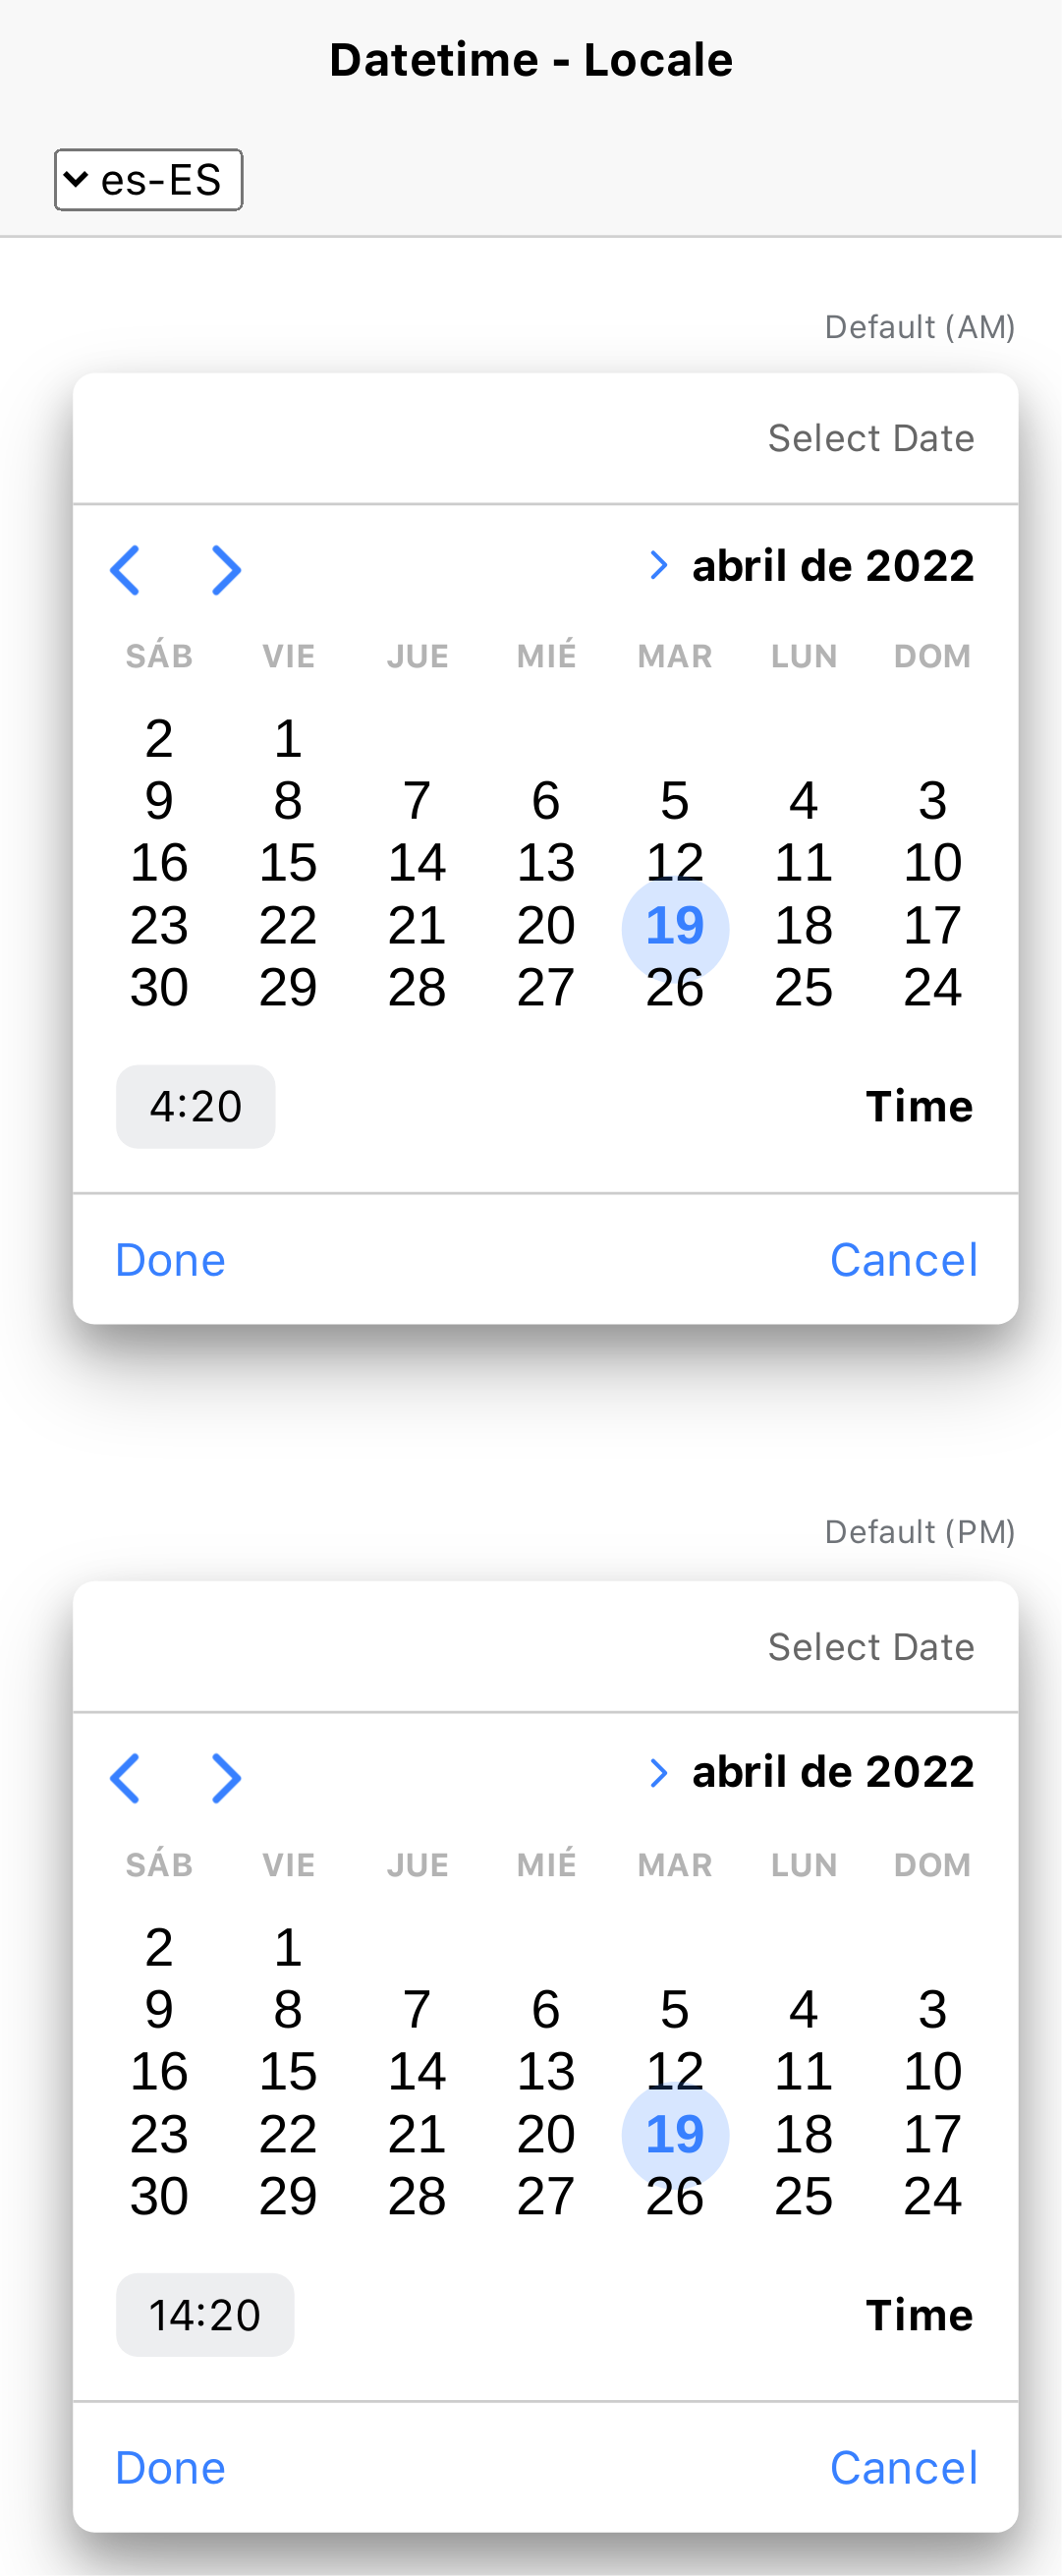 Datetime - Locale
es-ES
Default (AM)
Select Date
abril de 2022
SÁB VIE JUE MIÉ MAR LUN DOM
2 1
9 8 7 6 5 4 3
16 15 14 13 12 11 10
23 22 21 20 19 18 17
30 29 28 27 26 25 24
4:20 Time
Done Cancel
Default (PM)
Select Date
abril de 2022
SÁB VIE JUE MIÉ MAR LUN DOM
2 1
9 8 7 6 5 4 3
16 15 14 13 12 11 10
23 22 21 20 19 18 17
30 29 28 27 26 25 24
14:20 Time
Done Cancel